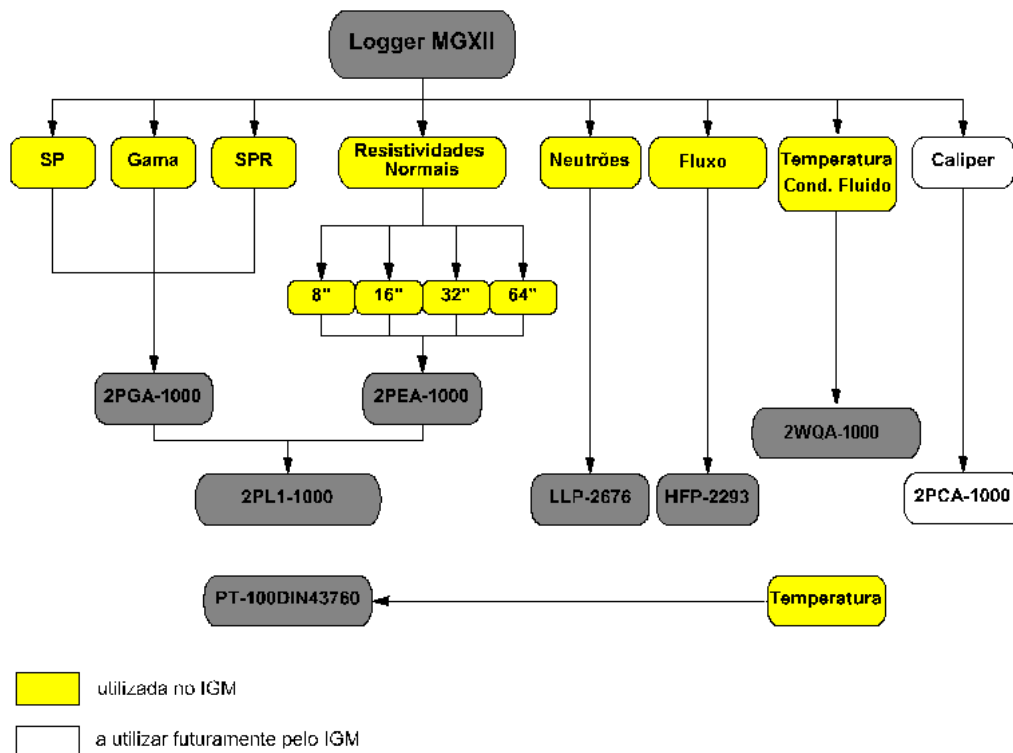 Logger MGXII
SP
Gama
SPR
Resistividades
Normais
Neutrões
Fluxo
Temperatura
Cond. Fluido
Caliper
8"
16"
32"
64"
2PGA-1000
2PEA-1000
2WQA-1000
2PL1-1000
LLP-2676
HFP-2293
2PCA-1000
PT-100DIN43760
Temperatura
utilizada no IGM
a utilizar futuramente pelo IGM